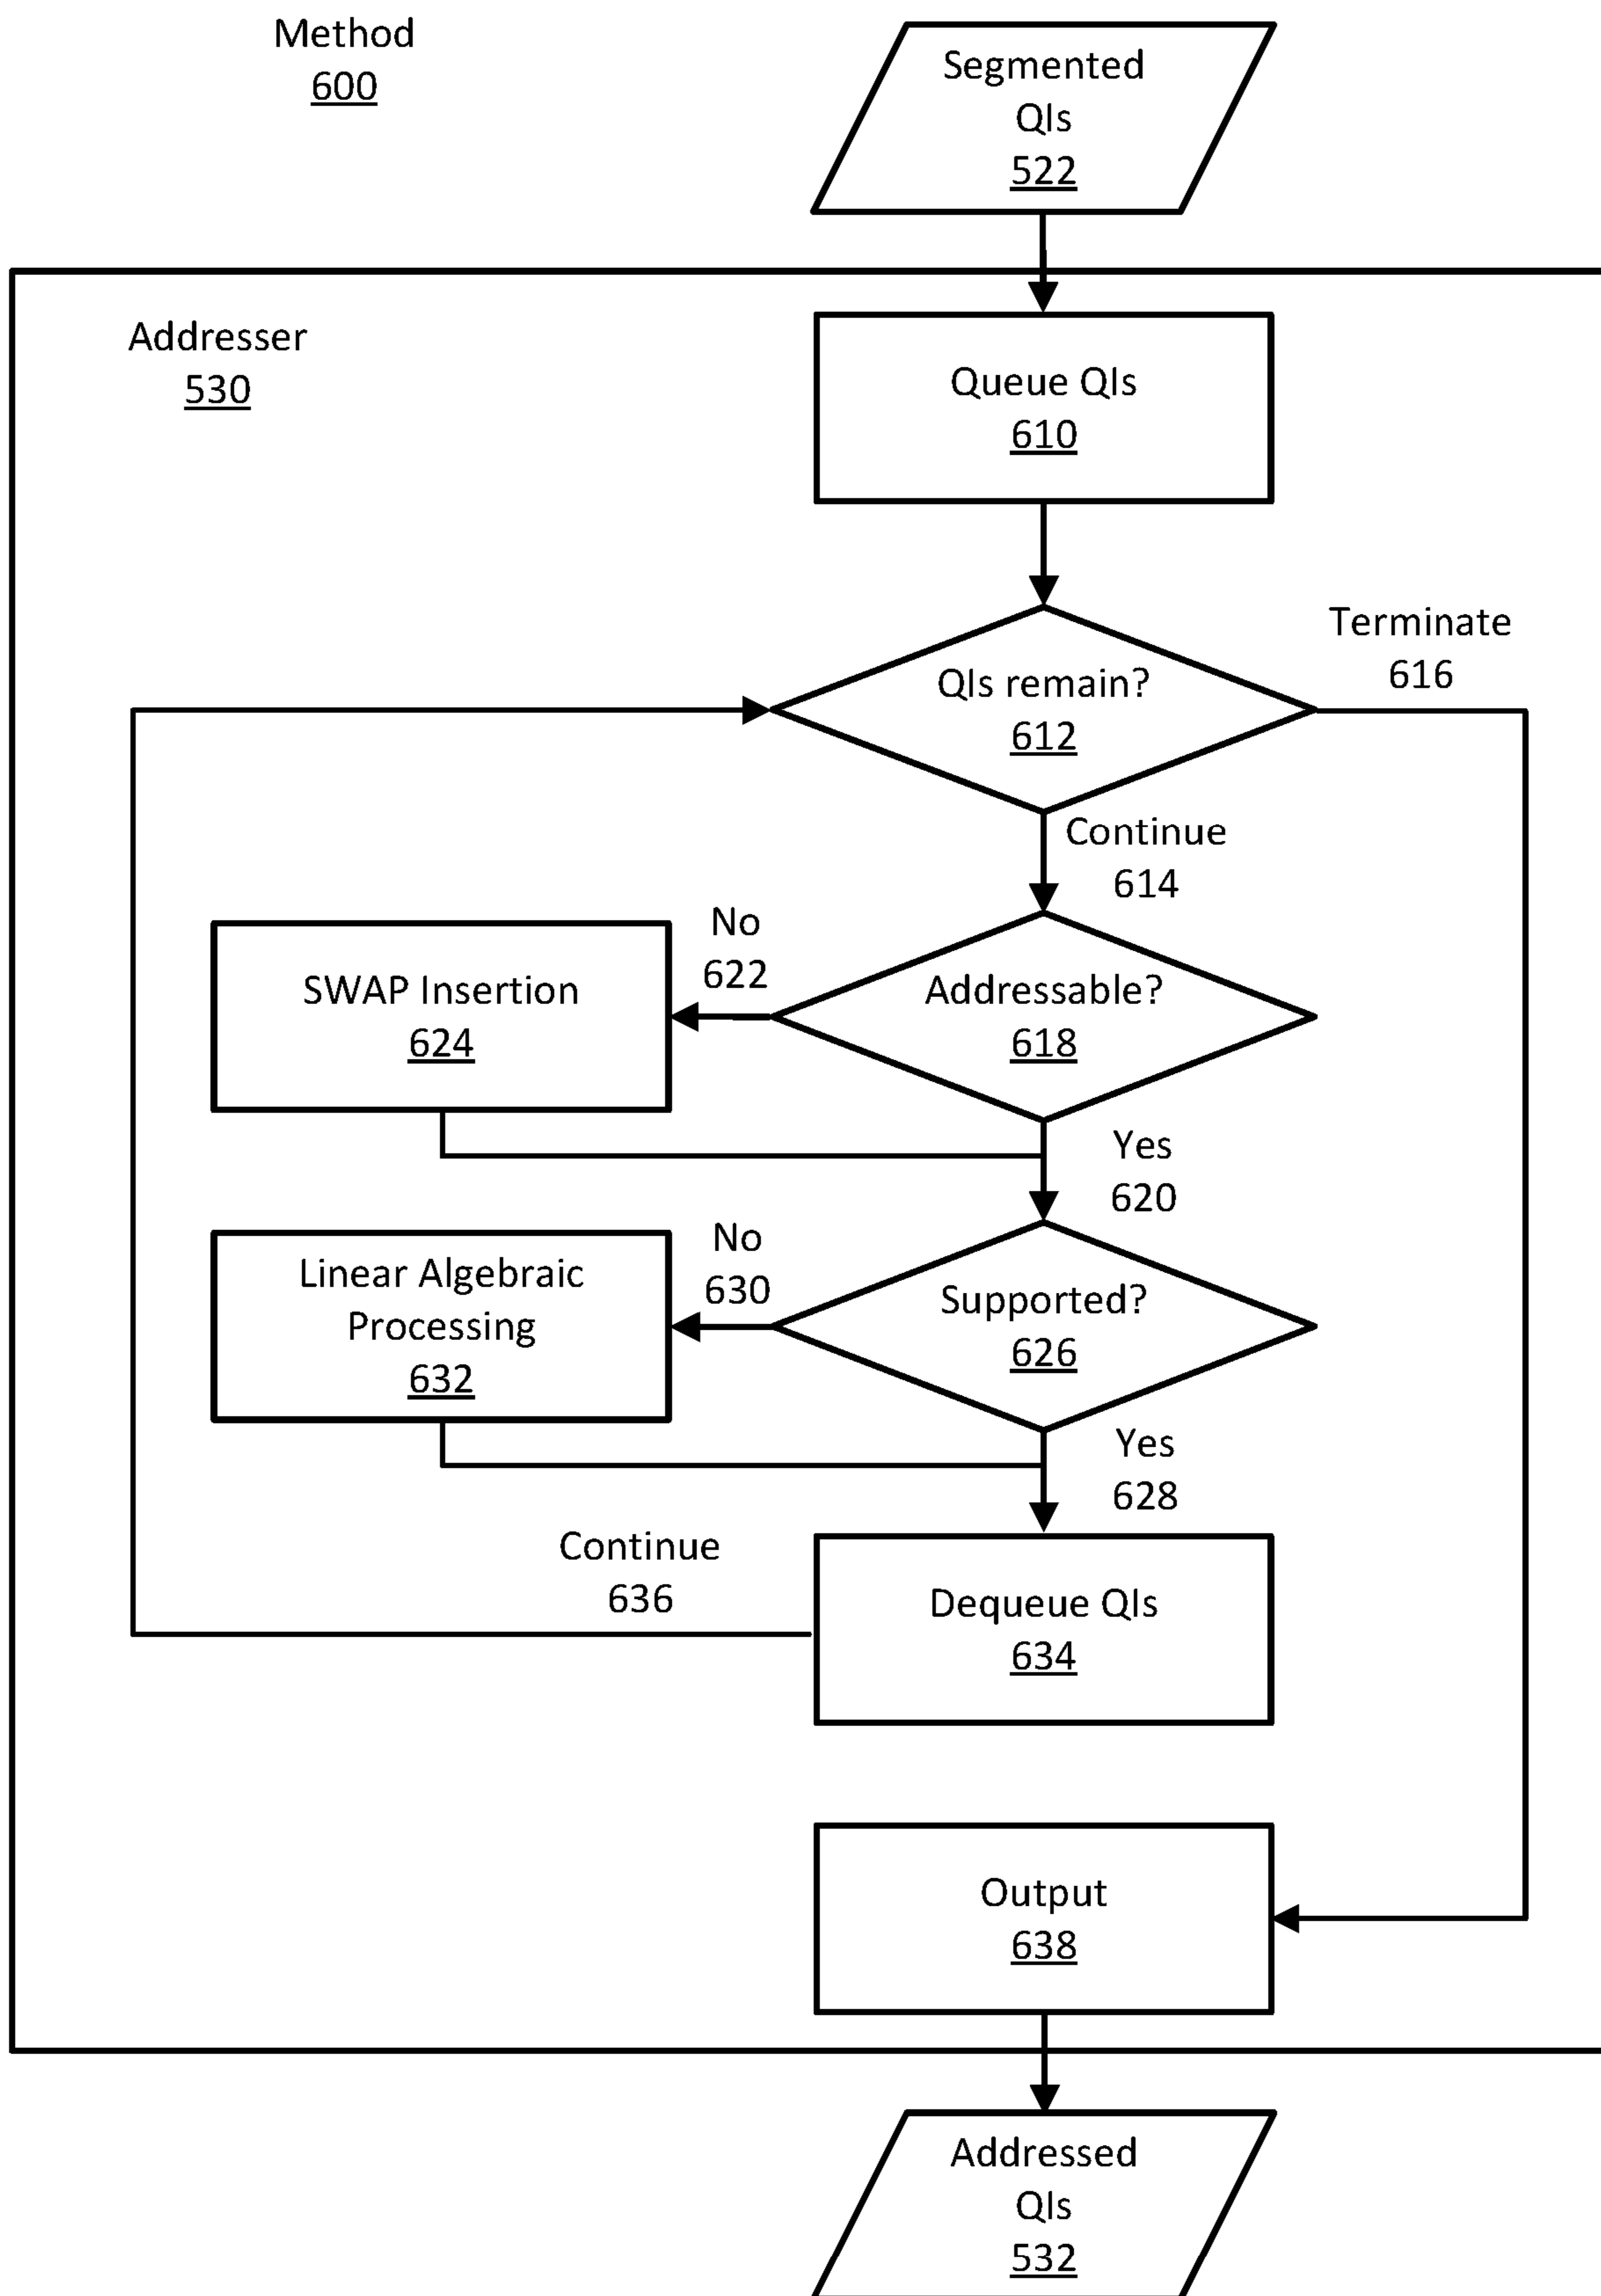 Method
600
Segmented
QIs
522
Addresser
530
Queue QIs
610
QIs remain?
612
Terminate
616
Continue
614
Addressable?
618
No
622
SWAP Insertion
624
Yes
620
Supported?
626
No
630
Linear Algebraic
Processing
632
Yes
628
Continue
636
Dequeue QIs
634
Output
638
Addressed
QIs
532